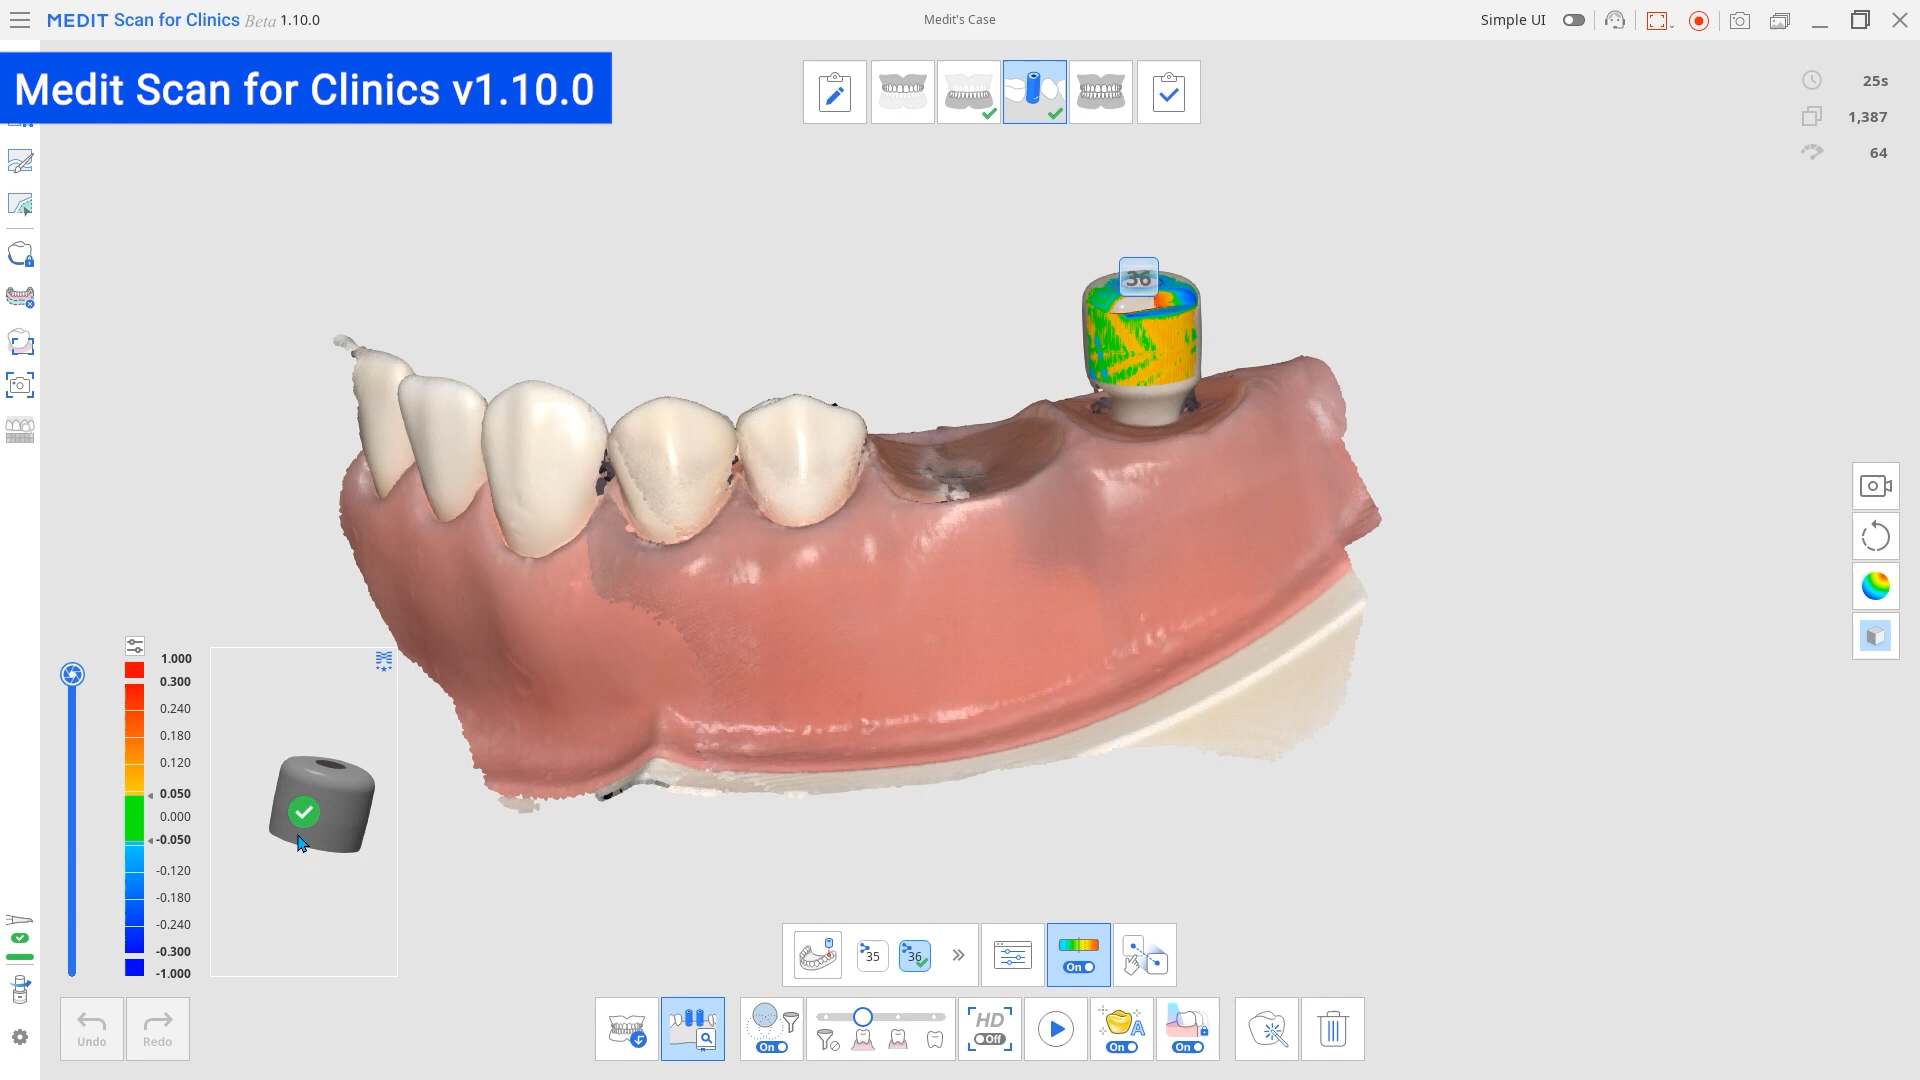 MEDIT Scan for Clinics Beta 1.10.0
Medit's Case
Simple UI
Medit Scan for Clinics v1.10.0
25s
1,387
64
36
1.000
0.300
0.240
0.180
0.120
0.050
0.000
-0.050
-0.120
-0.180
-0.240
-0.300
-1.000
35
36
On
Undo
Redo
On
HD
Off
A
On
On